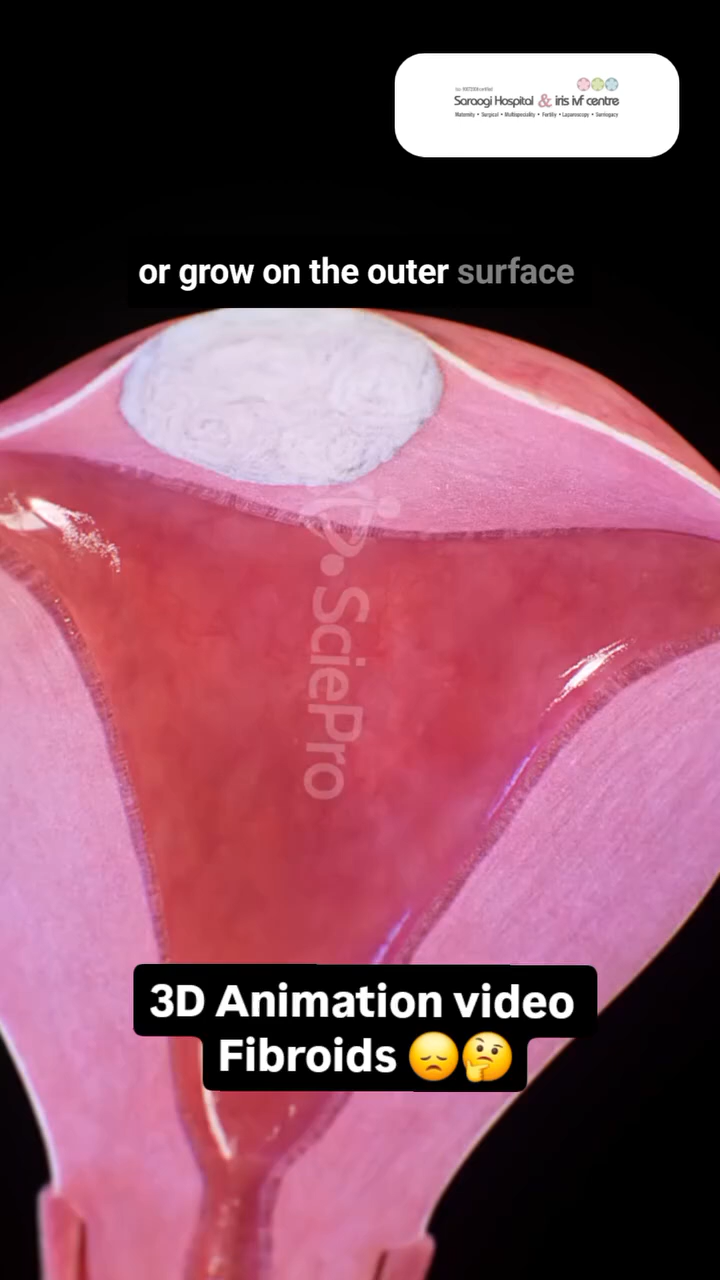 Saraogi Hospital & iris ivf centre
Maternity • Surgical • Multispeciality • Fertility • Laparoscopy • Surrogacy
or grow on the outer surface
SciePro
3D Animation video
Fibroids 😞🤔